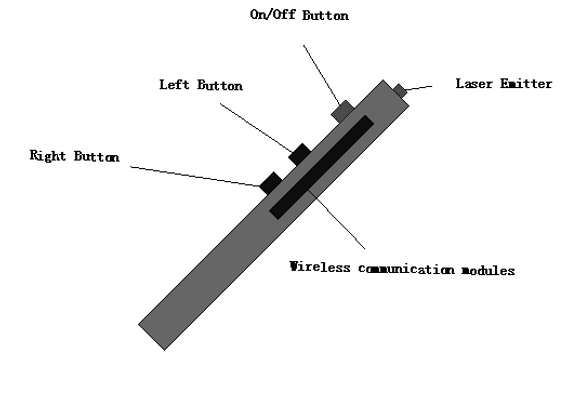 On/Off Button
Left Button
Laser Emitter
Right Button
Wireless communication modules